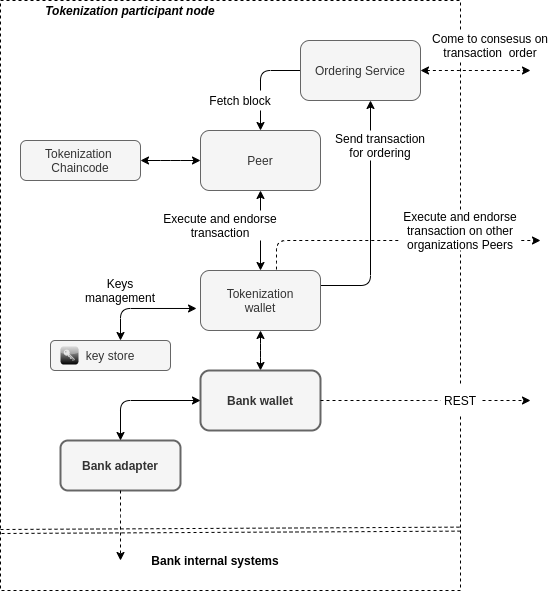 Tokenization participant node
Come to consesus on
transaction order
Ordering Service
Fetch block
Send transaction
for ordering
Tokenization
Chaincode
Peer
Execute and endorse
transaction
Execute and endorse
transaction on other
organizations Peers
Keys
management
Tokenization
wallet
key store
Bank wallet
REST
Bank adapter
Bank internal systems